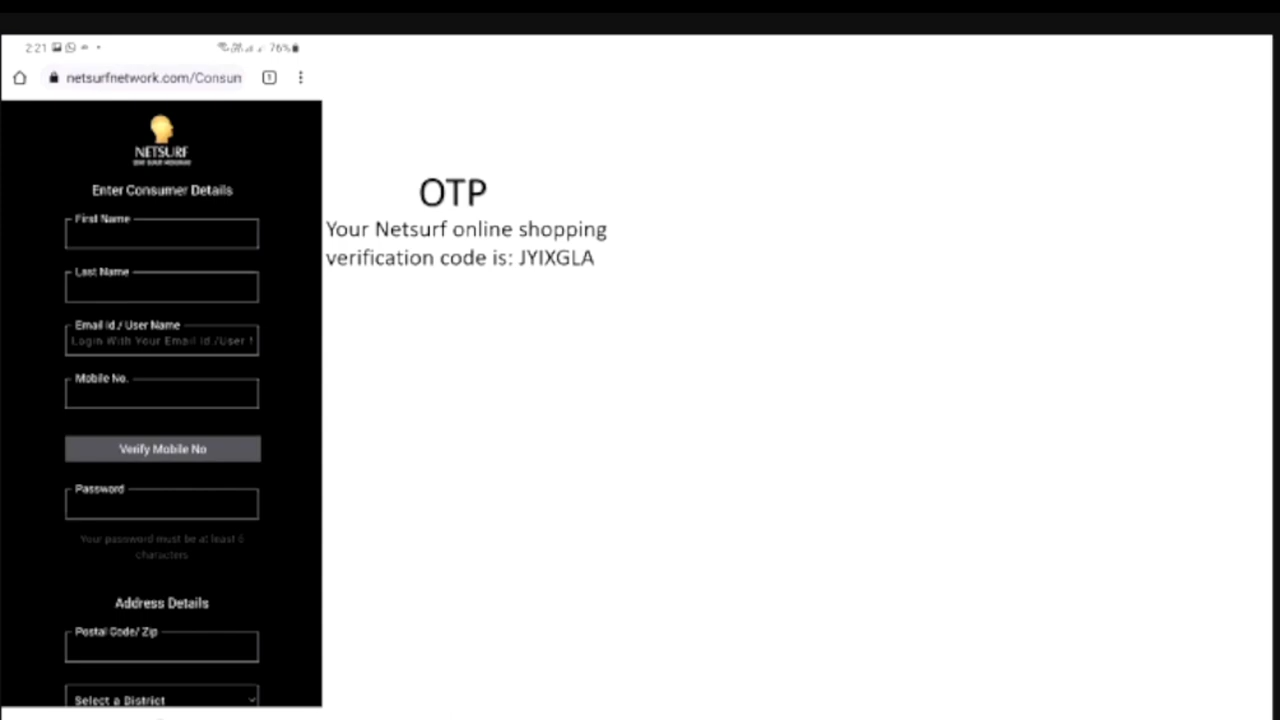 2:21
76%
netsurfnetwork.com/Consun
1
NETSURF
Enter Consumer Details
First Name
Last Name
Email Id./ User Name
Login With Your Email Id./User
Mobile No.
Verify Mobile No
Password
Your password must be at least 6
characters
Address Details
Postal Code/ Zip
Select a District
OTP
Your Netsurf online shopping
verification code is: JYIXGLA